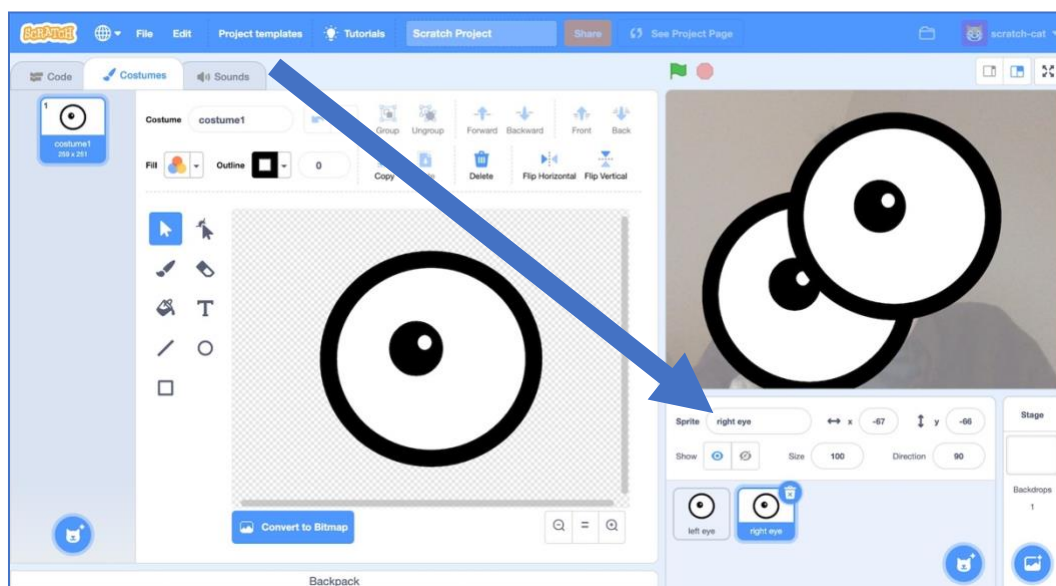 SCRATCH File Edit Project templates Tutorials Scratch Project Share See Project Page scratch-cat
Code Costumes Sounds
1
costume1
Costume costume1 Group Ungroup Forward Backward Front Back
Fill Outline 0 Copy Delete Flip Horizontal Flip Vertical
Convert to Bitmap
Backpack
Sprite right eye x -67 y -66
Show Size 100 Direction 90
left eye right eye
Stage
Backdrops
1